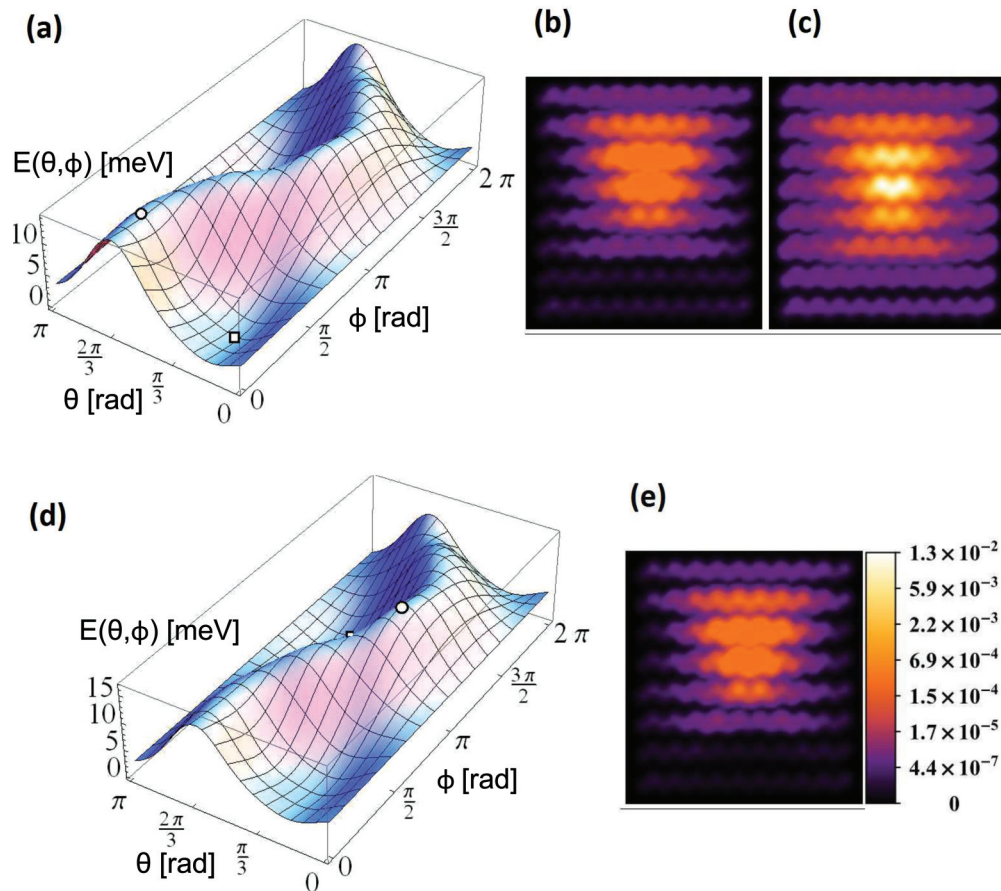 (a)
(b)
(c)
E(θ,ϕ) [meV]
10
5
0
π
2π/3
π/3
0
θ [rad]
0
π/2
π
3π/2
2 π
ϕ [rad]
(d)
(e)
E(θ,ϕ) [meV]
15
10
5
0
π
2π/3
π/3
0
θ [rad]
0
π/2
π
3π/2
2 π
ϕ [rad]
1.3 × 10⁻²
5.9 × 10⁻³
2.2 × 10⁻³
6.9 × 10⁻⁴
1.5 × 10⁻⁴
1.7 × 10⁻⁵
4.4 × 10⁻⁷
0